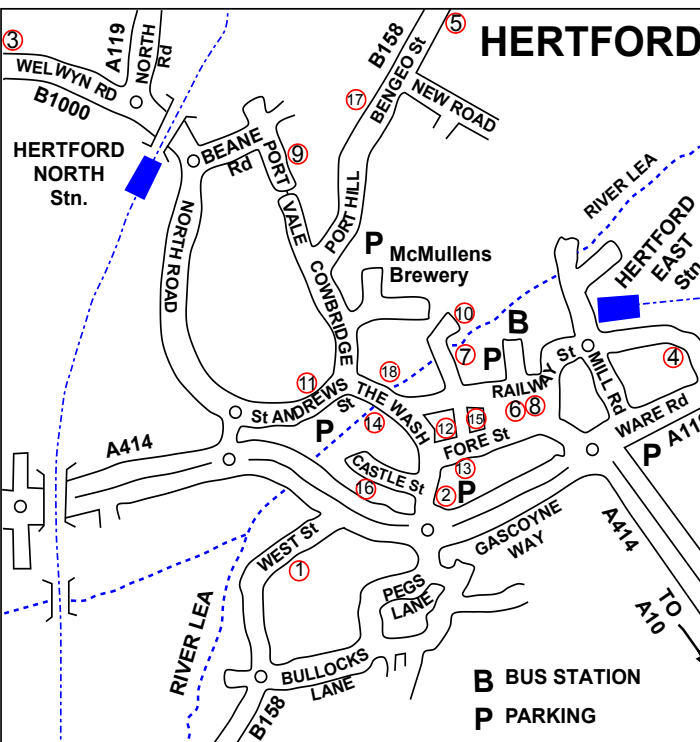 HERTFORD
3
A119
NORTH
Rd
WELWYN RD
B1000
B158
5
BENGEO St
17
NEW ROAD
HERTFORD
NORTH
Stn.
BEANE
Rd
PORT
VALE
9
PORT HILL
RIVER LEA
HERTFORD
EAST
Stn
NORTH ROAD
COWBRIDGE
P
McMullens
Brewery
10
B
7
P
RAILWAY St
MILL Rd
4
WARE Rd
11
18
St ANDREWS
St
THE WASH
14
P
12
15
6
8
FORE St
13
P
2
CASTLE St
16
A414
P
A11
GASCOYNE
WAY
A414
TO
A10
WEST St
1
PEGS
LANE
RIVER LEA
BULLOCKS
LANE
B158
B BUS STATION
P PARKING